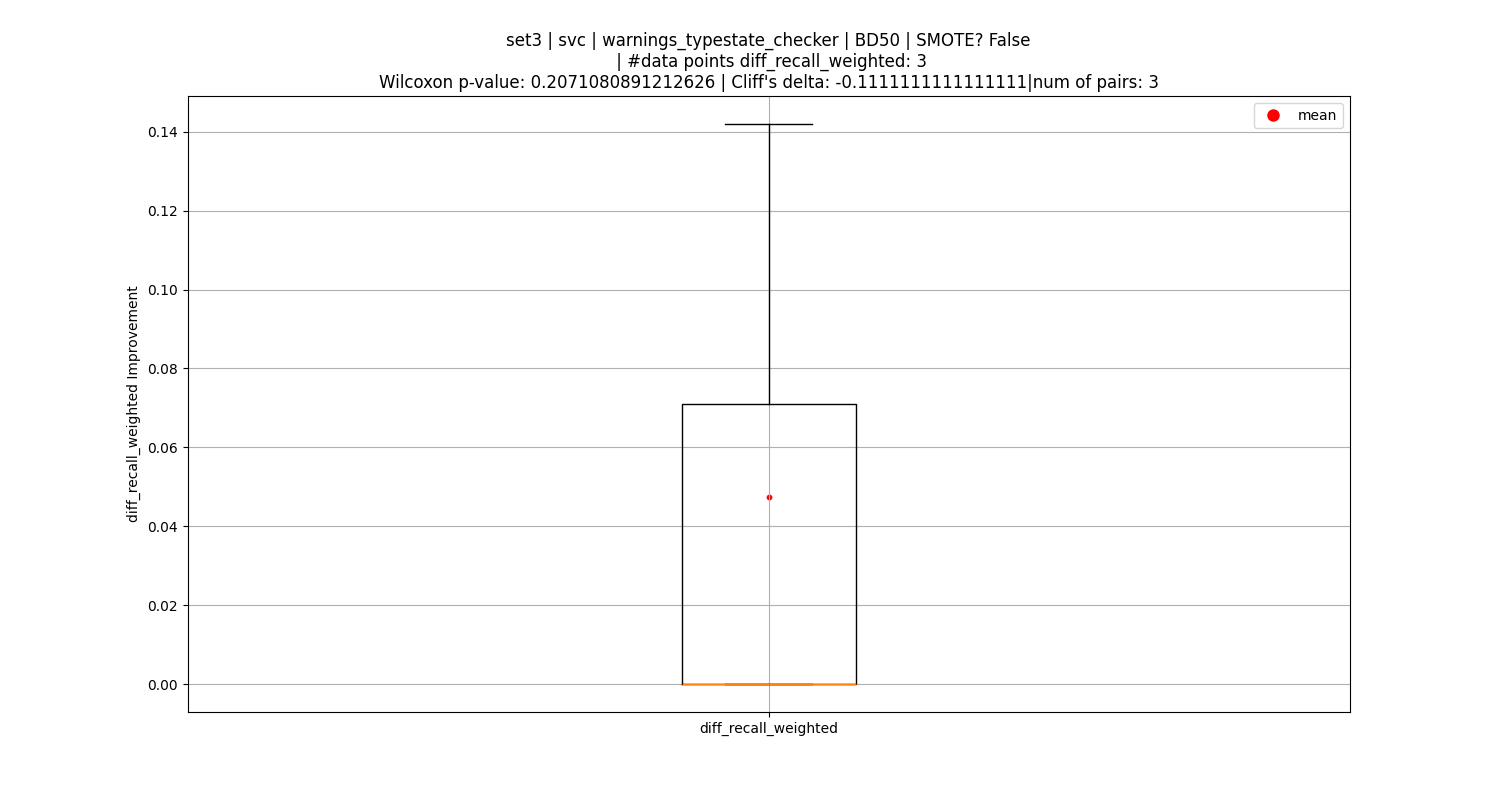 set3 | svc | warnings_typestate_checker | BD50 | SMOTE? False
| #data points diff_recall_weighted: 3
Wilcoxon p-value: 0.2071080891212626 | Cliff's delta: -0.1111111111111111|num of pairs: 3
mean
0.14
0.12
0.10
0.08
0.06
0.04
0.02
0.00
diff_recall_weighted Improvement
diff_recall_weighted